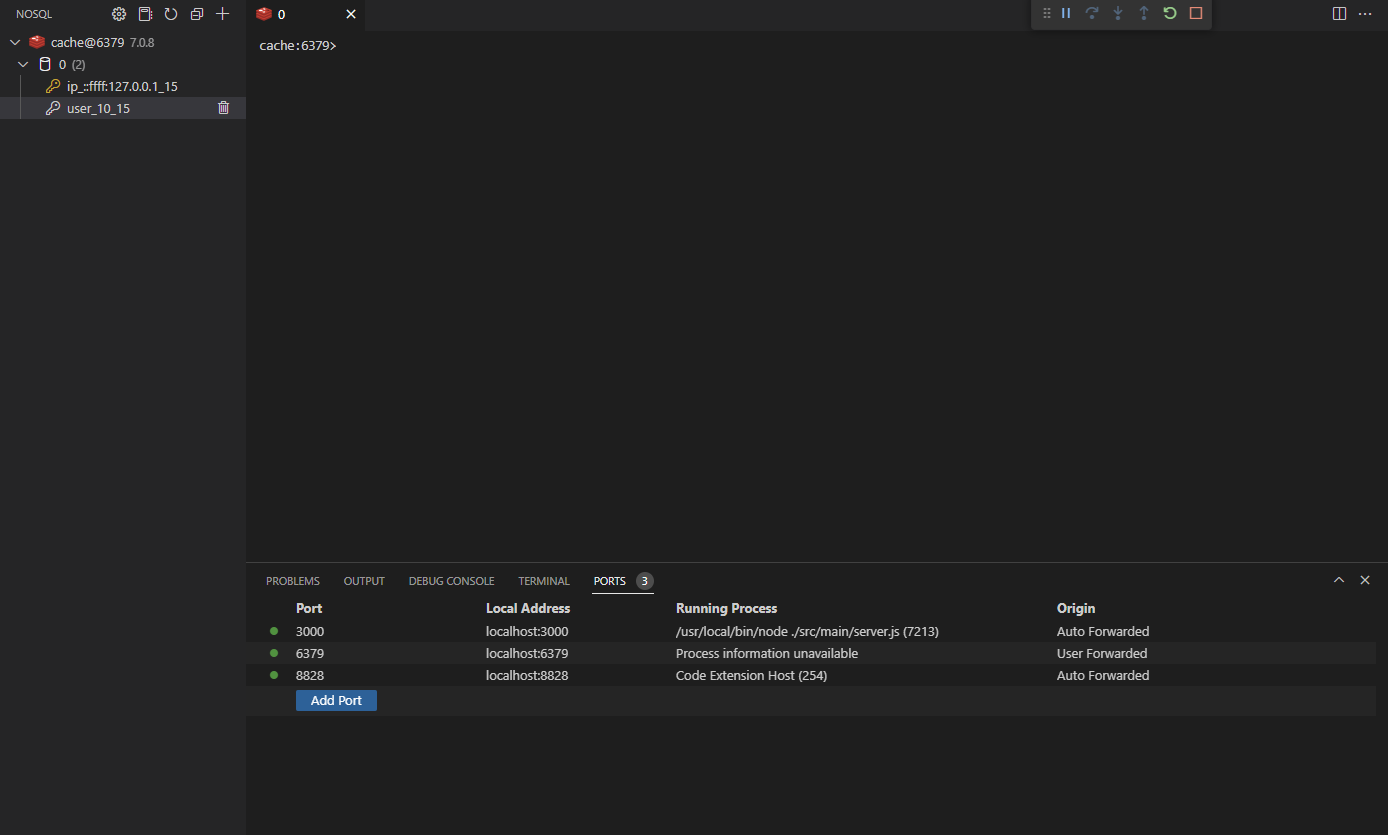 NOSQL
cache@6379 7.0.8
0 (2)
ip_::ffff:127.0.0.1_15
user_10_15
0
cache:6379>
PROBLEMS OUTPUT DEBUG CONSOLE TERMINAL PORTS 3
Port Local Address Running Process Origin
3000 localhost:3000 /usr/local/bin/node ./src/main/server.js (7213) Auto Forwarded
6379 localhost:6379 Process information unavailable User Forwarded
8828 localhost:8828 Code Extension Host (254) Auto Forwarded
Add Port